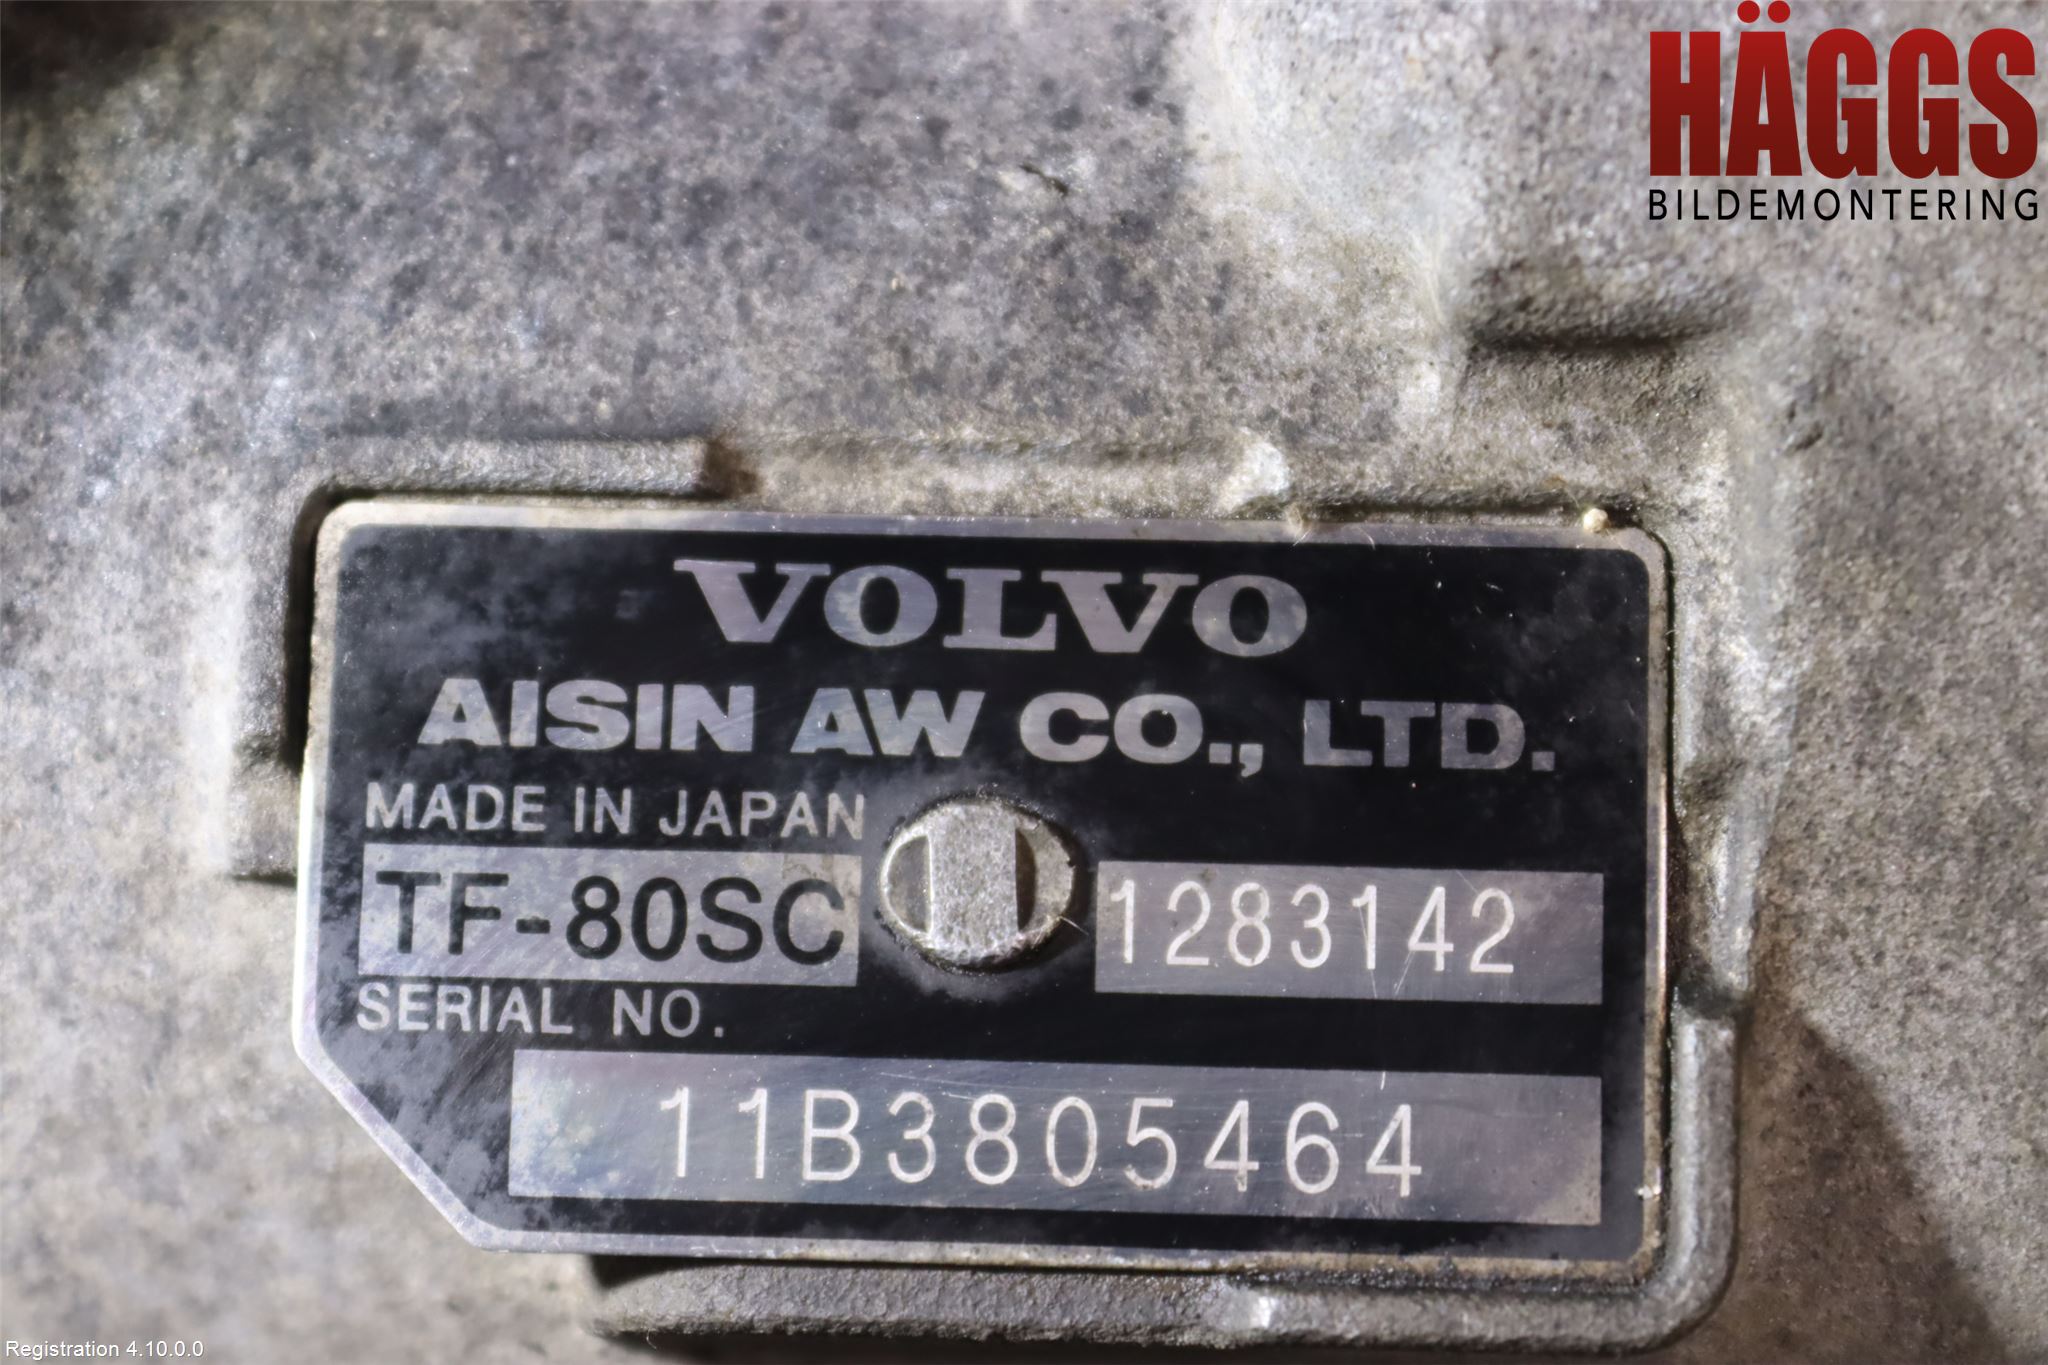 HÄGGS
BILDEMONTERING
VOLVO
AISIN AW CO., LTD.
MADE IN JAPAN
TF-80SC 1283142
SERIAL NO.
11B3805464
Registration 4.10.0.0